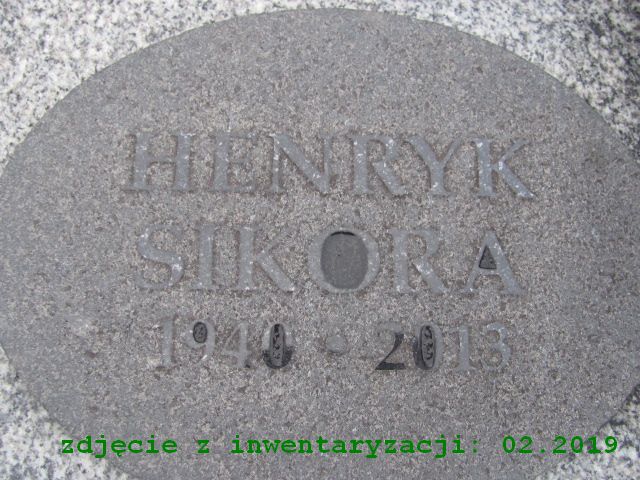 HENRYK
SIKORA
1940 - 2013
zdjęcie z inwentaryzacji: 02.2019